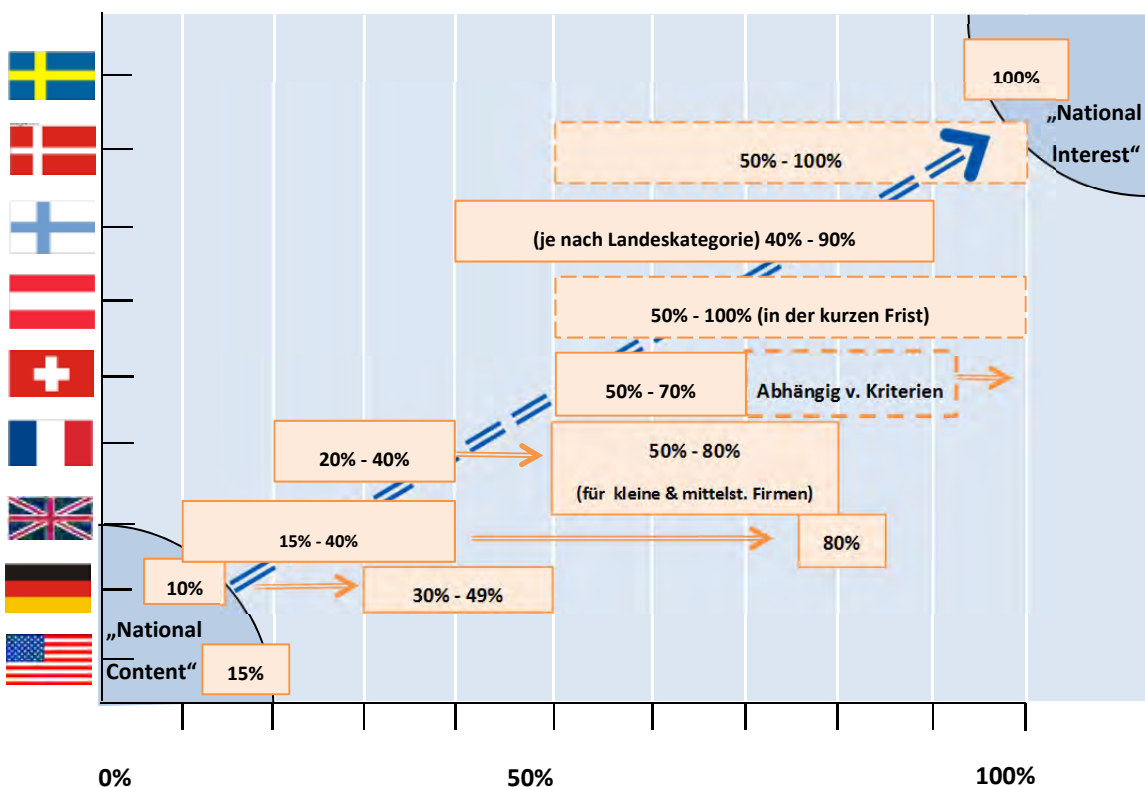 100%
„National
Interest“
50% - 100%
(je nach Landeskategorie) 40% - 90%
50% - 100% (in der kurzen Frist)
50% - 70%
Abhängig v. Kriterien
20% - 40%
50% - 80%
(für kleine & mittelst. Firmen)
15% - 40%
80%
10%
30% - 49%
„National
Content“
15%
0%
50%
100%